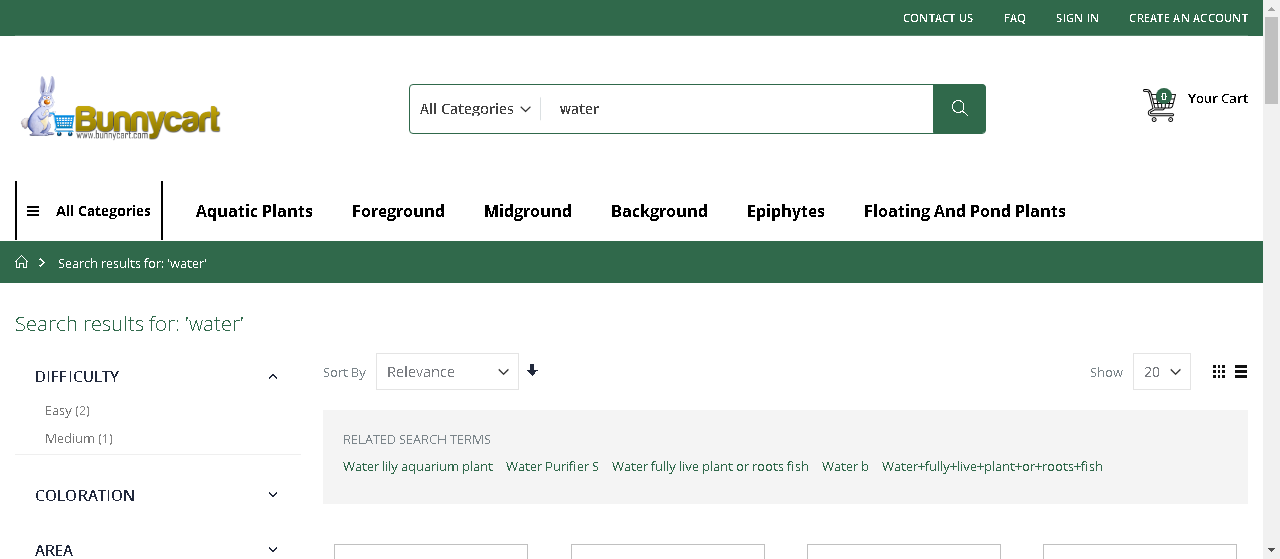 CONTACT US FAQ SIGN IN CREATE AN ACCOUNT
Bunnycart
www.bunnycart.com
All Categories water
0 Your Cart
All Categories Aquatic Plants Foreground Midground Background Epiphytes Floating And Pond Plants
Search results for: 'water'
Search results for: 'water'
DIFFICULTY
Easy (2)
Medium (1)
COLORATION
AREA
Sort By Relevance Show 20
RELATED SEARCH TERMS
Water lily aquarium plant Water Purifier S Water fully live plant or roots fish Water b Water+fully+live+plant+or+roots+fish